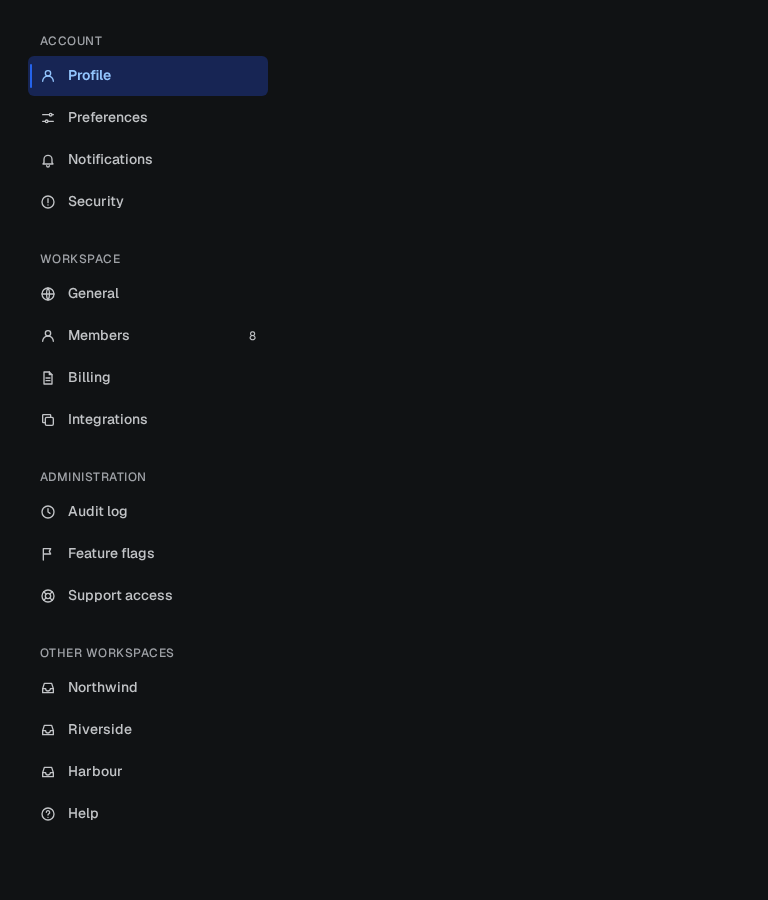 ACCOUNT
Profile
Preferences
Notifications
Security
WORKSPACE
General
Members 8
Billing
Integrations
ADMINISTRATION
Audit log
Feature flags
Support access
OTHER WORKSPACES
Northwind
Riverside
Harbour
Help